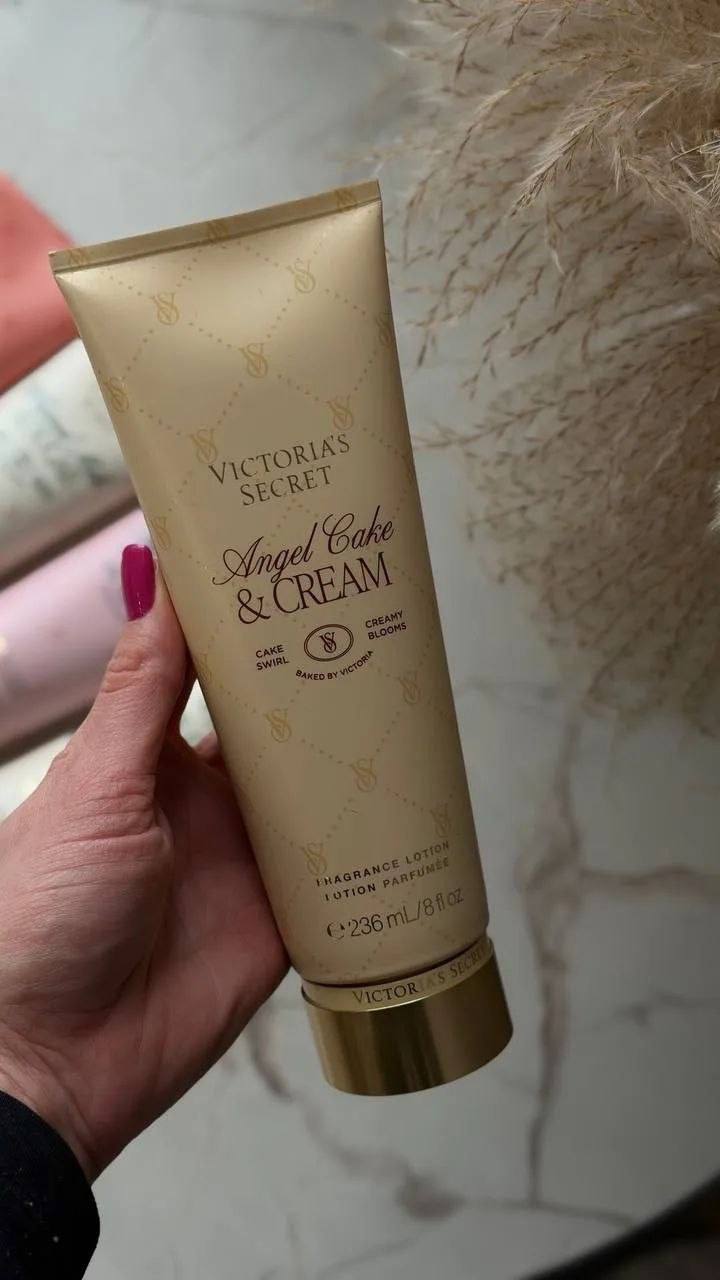 VICTORIA'S
SECRET
Angel Cake
& CREAM
CAKE
SWIRL
VS
CREAMY
BLOOMS
BAKED BY VICTORIA
FRAGRANCE LOTION
LOTION PARFUMÉE
℮ 236 mL/8 fl oz
VICTORIA'S SECRET